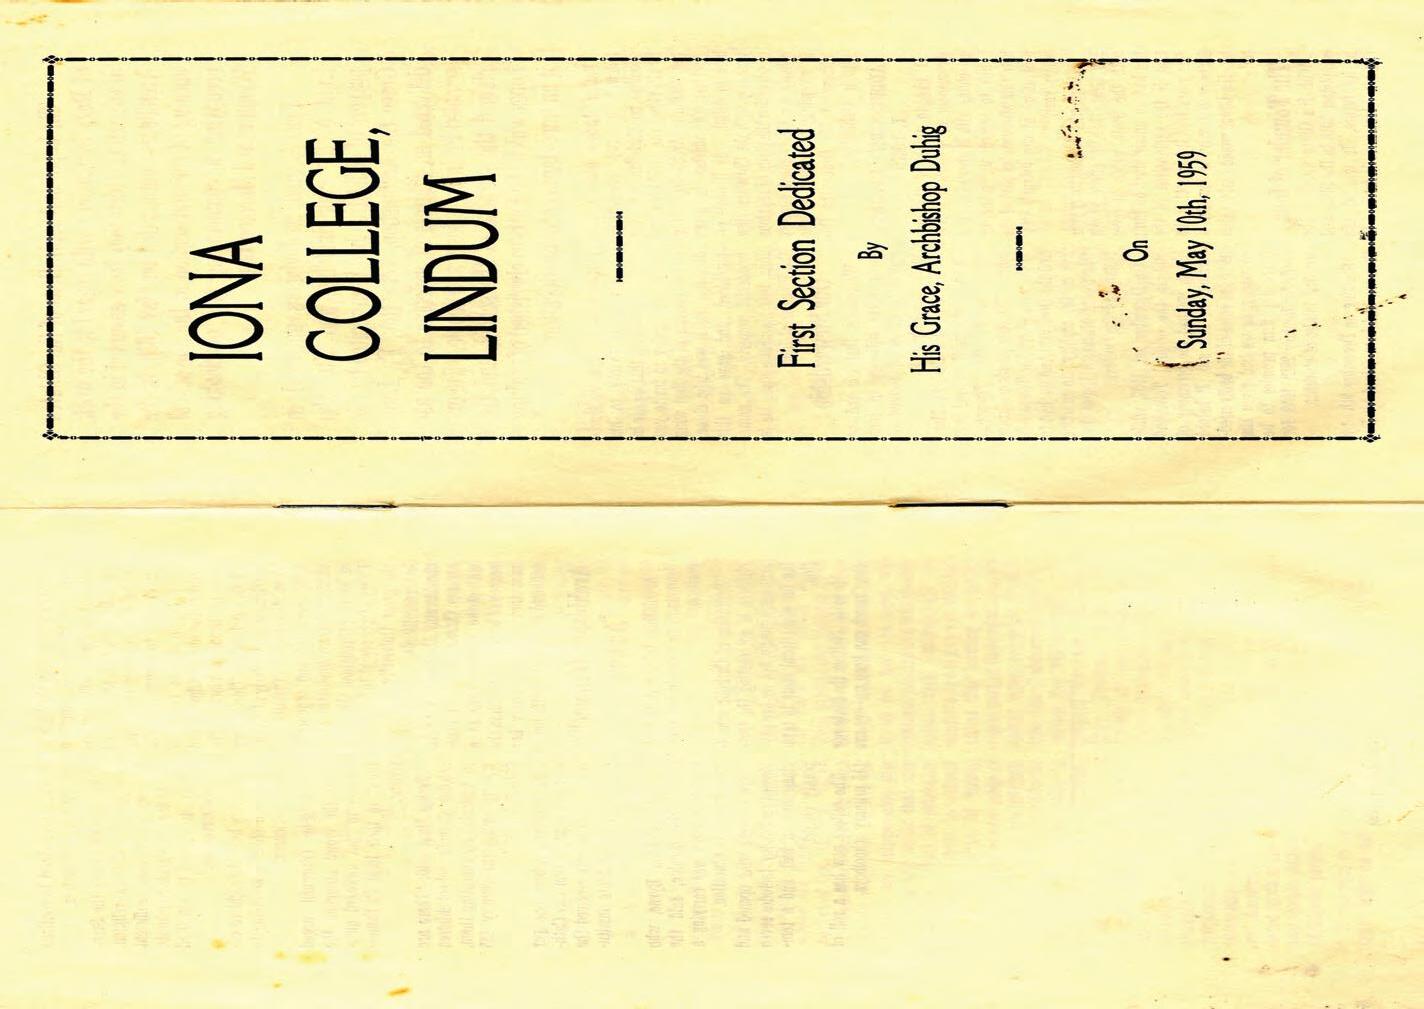 IONA
COLLEGE,
LINDUM
First Section Dedicated
By
His Grace, Archbishop Duhig
On
Sunday, May 10th, 1959